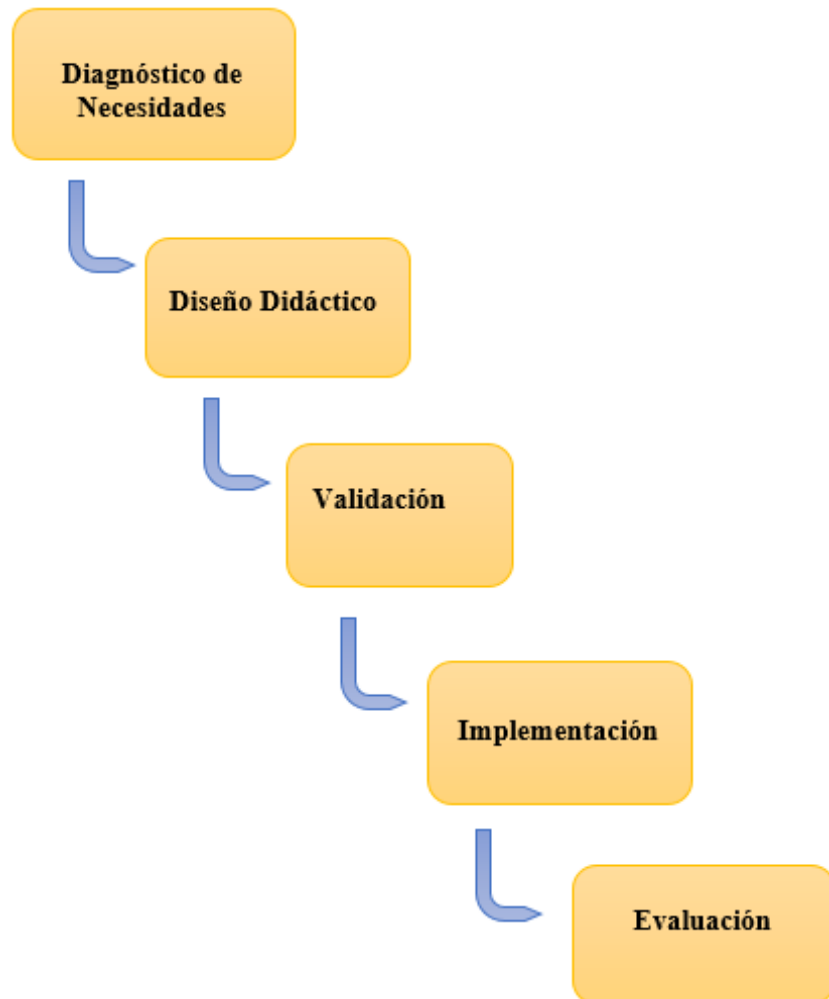 Diagnóstico de
Necesidades
Diseño Didáctico
Validación
Implementación
Evaluación